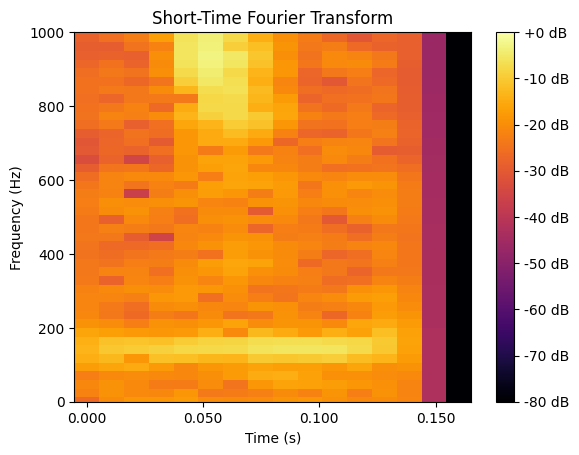 Short-Time Fourier Transform
1000
800
600
400
200
0
Frequency (Hz)
0.000
0.050
0.100
0.150
Time (s)
+0 dB
-10 dB
-20 dB
-30 dB
-40 dB
-50 dB
-60 dB
-70 dB
-80 dB